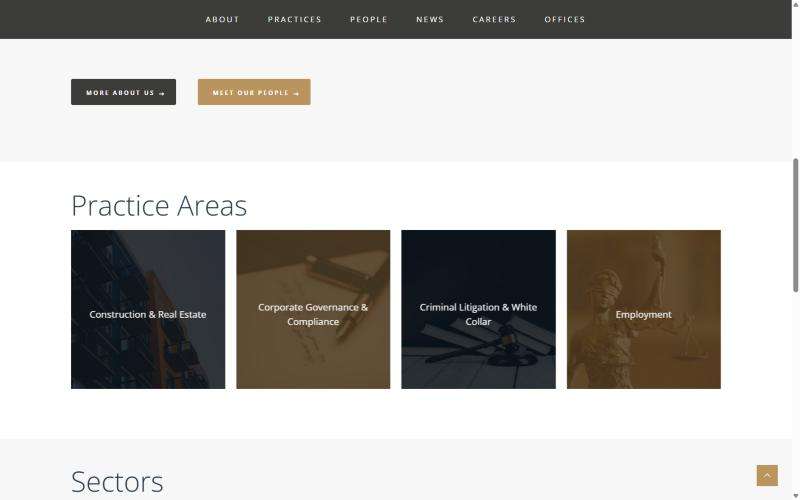 ABOUT PRACTICES PEOPLE NEWS CAREERS OFFICES
MORE ABOUT US → MEET OUR PEOPLE →
Practice Areas
Construction & Real Estate
Corporate Governance &
Compliance
Criminal Litigation & White
Collar
Employment
Sectors